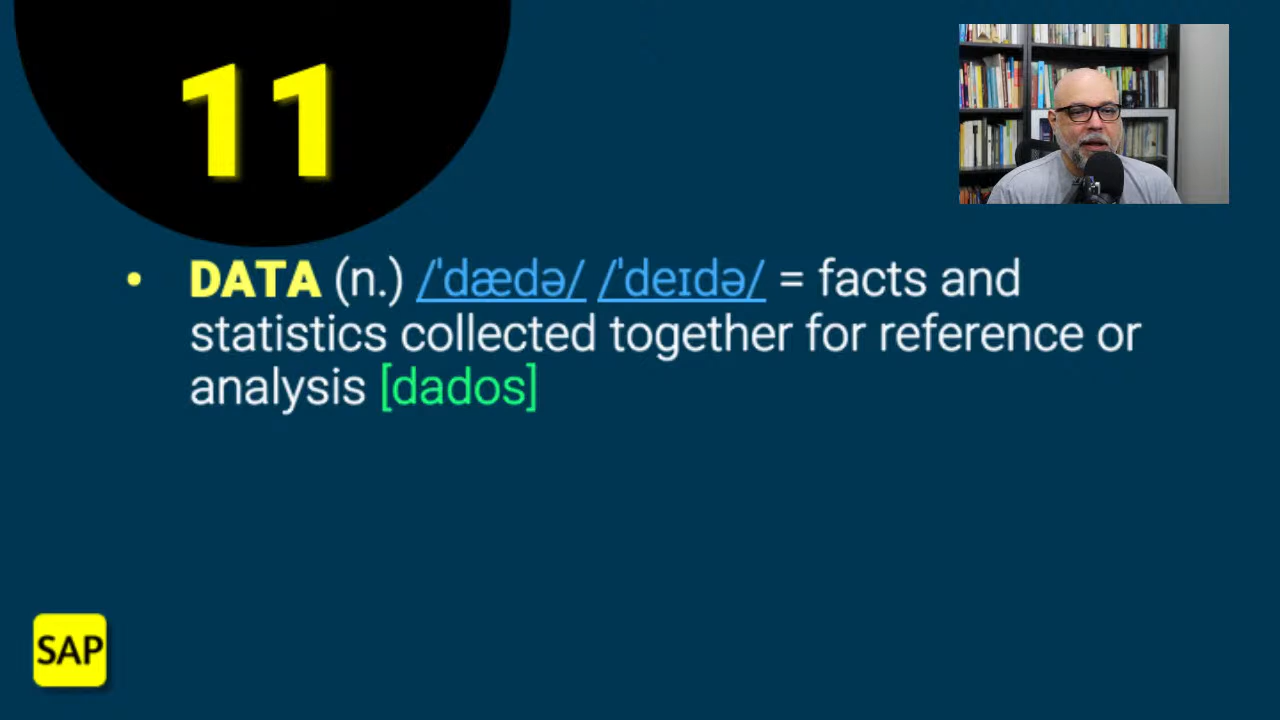 11
• DATA (n.) /ˈdædə/ /ˈdeɪdə/ = facts and
statistics collected together for reference or
analysis [dados]
SAP